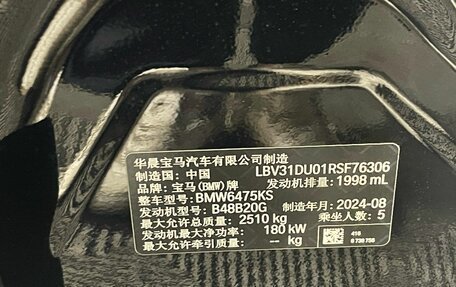 华晨宝马汽车有限公司制造
制造国: 中国 LBV31DU01RSF76306
品牌: 宝马(BMW)牌 发动机排量: 1998 mL
整车型号: BMW6475KS
发动机型号: B48B20G 制造年月: 2024-08
最大允许总质量: 2510 kg 乘坐人数: 5
发动机最大净功率: 180 kW
最大允许牵引质量: -- kg
416
0 730 756